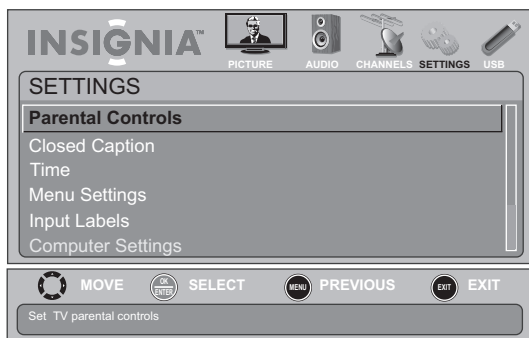 INSIGNIA™
PICTURE AUDIO CHANNELS SETTINGS USB
SETTINGS
Parental Controls
Closed Caption
Time
Menu Settings
Input Labels
Computer Settings
MOVE OK ENTER SELECT MENU PREVIOUS EXIT EXIT
Set TV parental controls